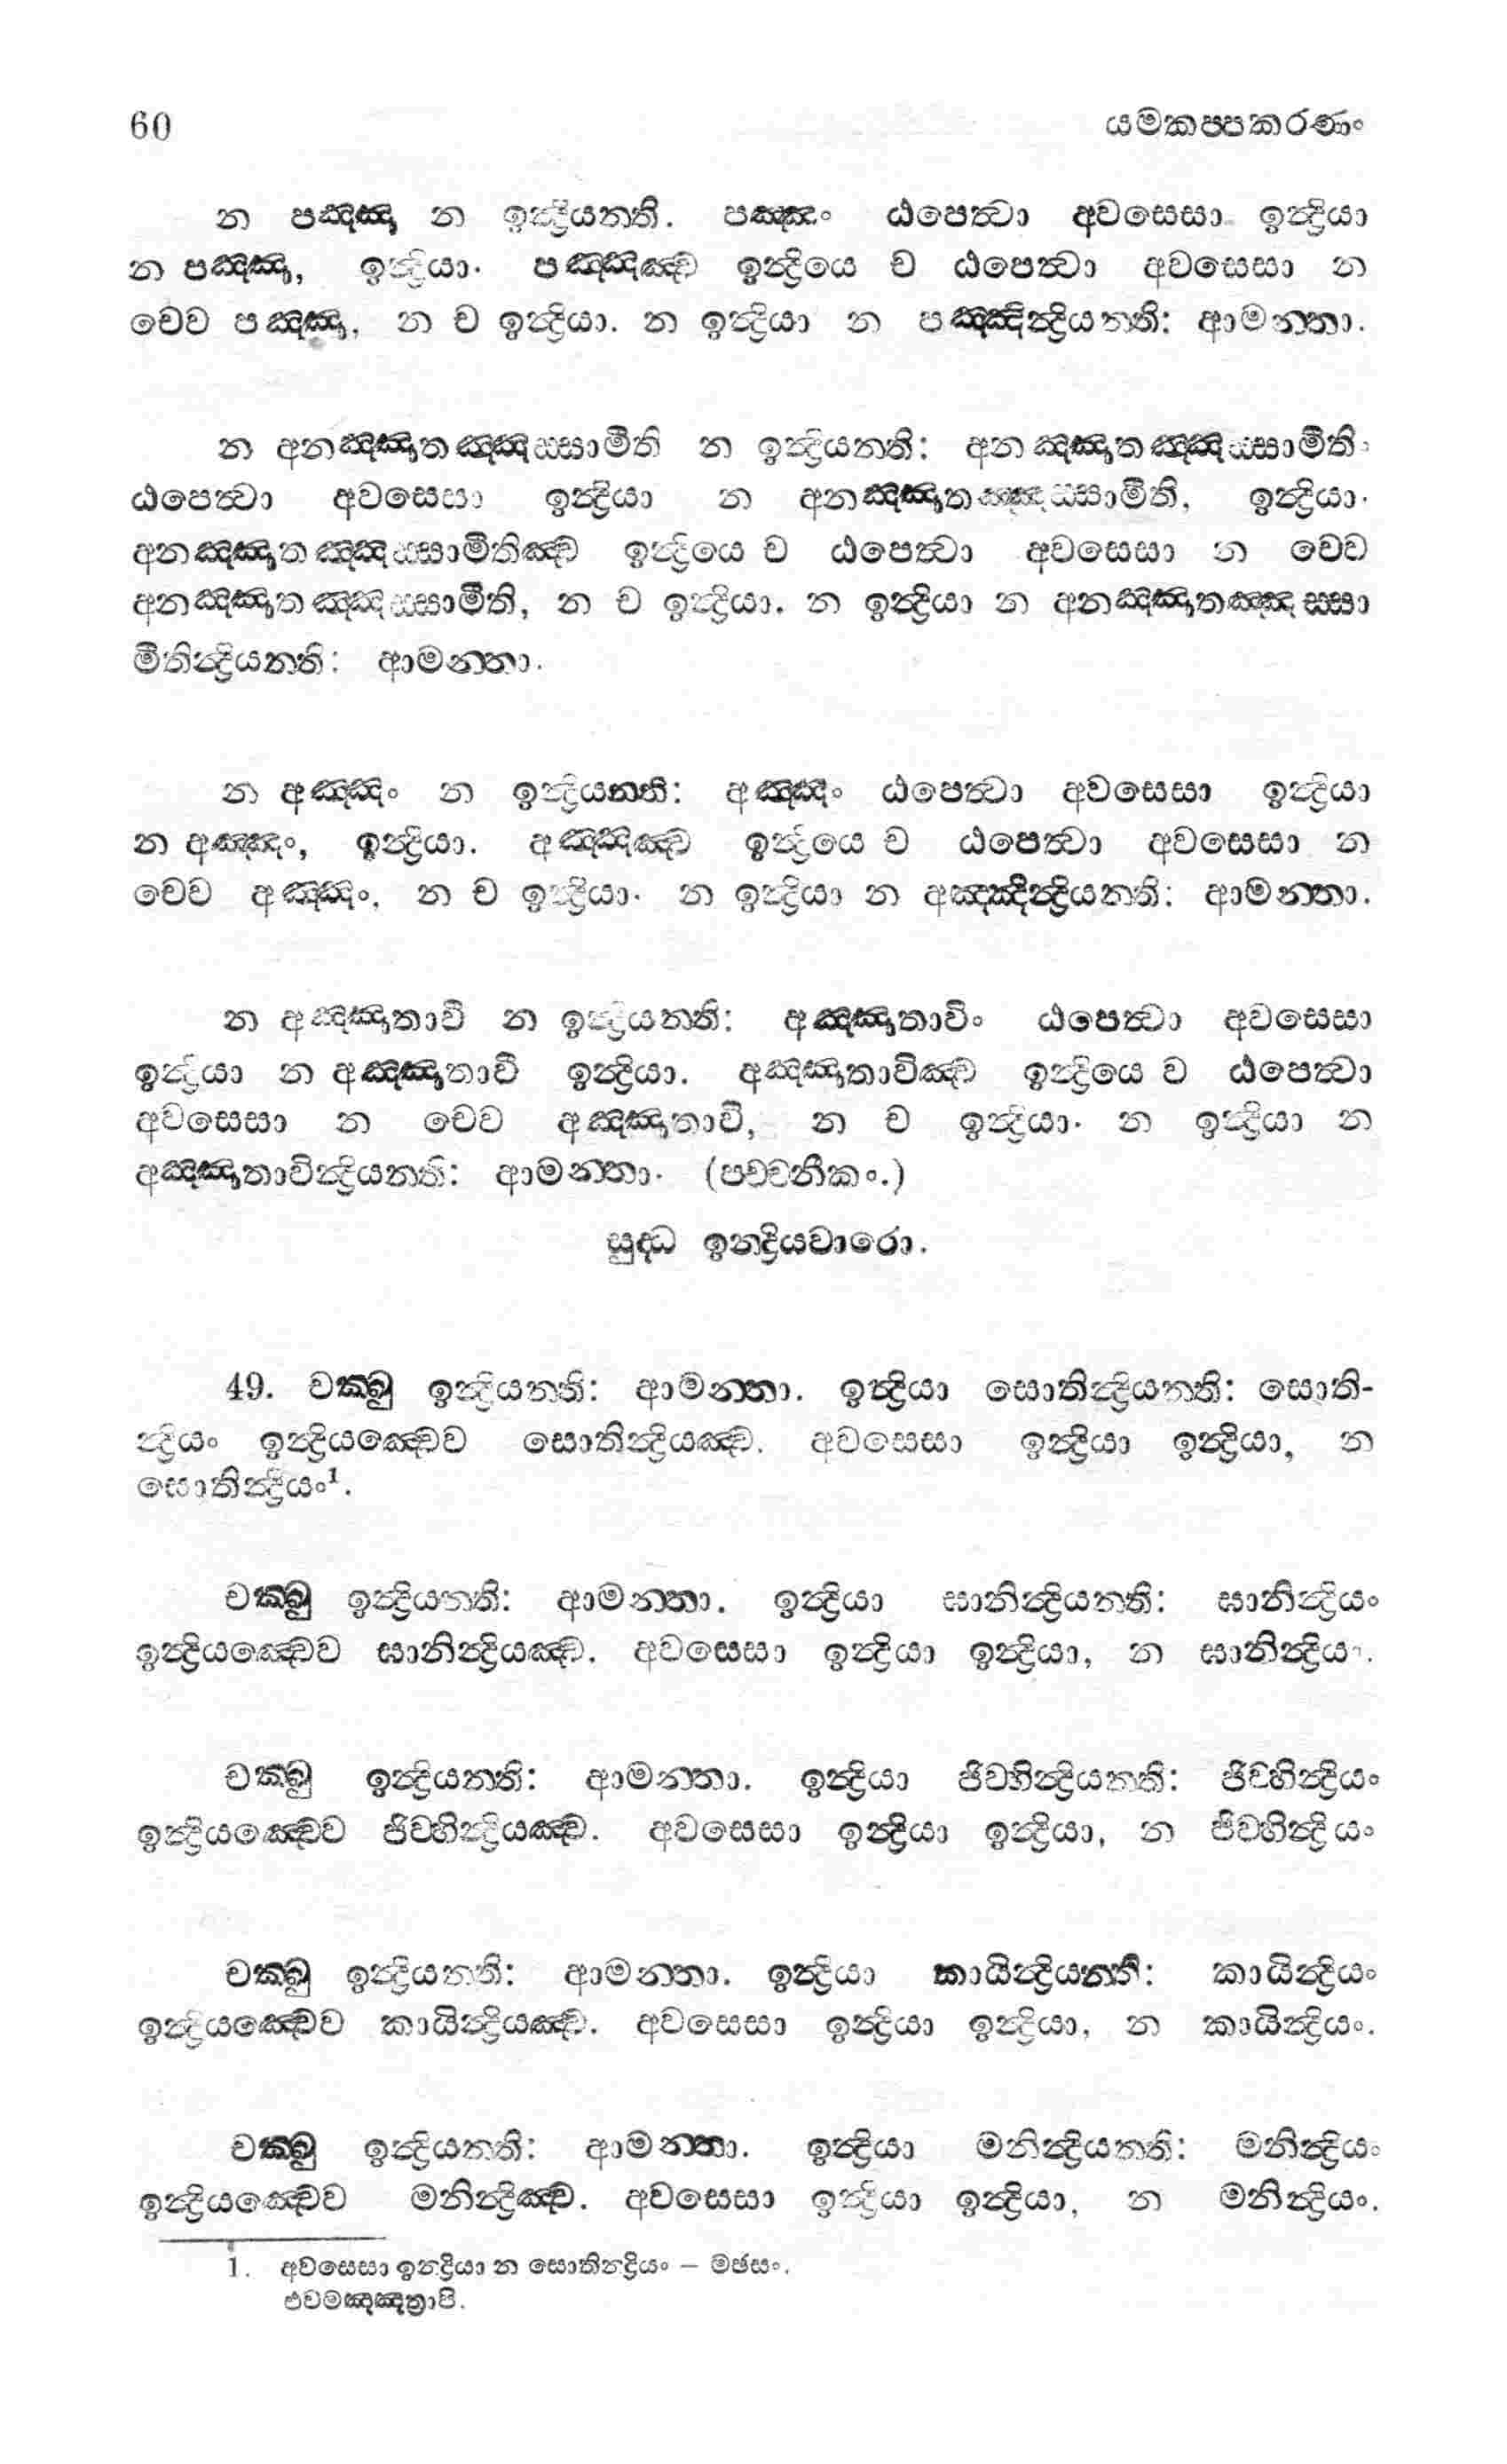 60 යමකප්පකරණං
න පඤ්ඤා න ඉන්ද්‍රියන්ති. පඤ්ඤං ඨපෙත්‍වා අවසෙසා ඉන්ද්‍රියා
න පඤ්ඤා, ඉන්ද්‍රියා. පඤ්ඤඤ්ච ඉන්ද්‍රියෙ ච ඨපෙත්‍වා අවසෙසා න
චෙව පඤ්ඤා, න ච ඉන්ද්‍රියා. න ඉන්ද්‍රියා න පඤ්ඤින්ද්‍රියන්ති: ආමන්තා.
න අනඤ්ඤාතඤ්ඤස්සාමීති න ඉන්ද්‍රියන්ති: අනඤ්ඤාතඤ්ඤස්සාමීති
ඨපෙත්‍වා අවසෙසා ඉන්ද්‍රියා න අනඤ්ඤාතඤ්ඤස්සාමීති, ඉන්ද්‍රියා.
අනඤ්ඤාතඤ්ඤස්සාමීතිඤ්ච ඉන්ද්‍රියෙ ච ඨපෙත්‍වා අවසෙසා න චෙව
අනඤ්ඤාතඤ්ඤස්සාමීති, න ච ඉන්ද්‍රියා. න ඉන්ද්‍රියා න අනඤ්ඤාතඤ්ඤස්සා
මීතින්ද්‍රියන්ති: ආමන්තා.
න අඤ්ඤං න ඉන්ද්‍රියන්ති: අඤ්ඤං ඨපෙත්‍වා අවසෙසා ඉන්ද්‍රියා
න අඤ්ඤං, ඉන්ද්‍රියා. අඤ්ඤඤ්ච ඉන්ද්‍රියෙ ච ඨපෙත්‍වා අවසෙසා න
චෙව අඤ්ඤං, න ච ඉන්ද්‍රියා. න ඉන්ද්‍රියා න අඤ්ඤින්ද්‍රියන්ති: ආමන්තා.
න අඤ්ඤාතාවී න ඉන්ද්‍රියන්ති: අඤ්ඤාතාවිං ඨපෙත්‍වා අවසෙසා
ඉන්ද්‍රියා න අඤ්ඤාතාවී ඉන්ද්‍රියා. අඤ්ඤාතාවිඤ්ච ඉන්ද්‍රියෙ ච ඨපෙත්‍වා
අවසෙසා න චෙව අඤ්ඤාතාවී, න ච ඉන්ද්‍රියා. න ඉන්ද්‍රියා න
අඤ්ඤාතාවින්ද්‍රියන්ති: ආමන්තා. (පච්චනීකං.)
සුද්ධ ඉන්ද්‍රියවාරො.
49. චක්ඛු ඉන්ද්‍රියන්ති: ආමන්තා. ඉන්ද්‍රියා සොතින්ද්‍රියන්ති: සොති-
න්ද්‍රියං ඉන්ද්‍රියඤ්චෙව සොතින්ද්‍රියඤ්ච. අවසෙසා ඉන්ද්‍රියා ඉන්ද්‍රියා, න
සොතින්ද්‍රියං¹.
චක්ඛු ඉන්ද්‍රියන්ති: ආමන්තා. ඉන්ද්‍රියා ඝානින්ද්‍රියන්ති: ඝානින්ද්‍රියං
ඉන්ද්‍රියඤ්චෙව ඝානින්ද්‍රියඤ්ච. අවසෙසා ඉන්ද්‍රියා ඉන්ද්‍රියා, න ඝානින්ද්‍රියං.
චක්ඛු ඉන්ද්‍රියන්ති: ආමන්තා. ඉන්ද්‍රියා ජිව්හින්ද්‍රියන්ති: ජිව්හින්ද්‍රියං
ඉන්ද්‍රියඤ්චෙව ජිව්හින්ද්‍රියඤ්ච. අවසෙසා ඉන්ද්‍රියා ඉන්ද්‍රියා, න ජිව්හින්ද්‍රියං
චක්ඛු ඉන්ද්‍රියන්ති: ආමන්තා. ඉන්ද්‍රියා කායින්ද්‍රියන්ති: කායින්ද්‍රියං
ඉන්ද්‍රියඤ්චෙව කායින්ද්‍රියඤ්ච. අවසෙසා ඉන්ද්‍රියා ඉන්ද්‍රියා, න කායින්ද්‍රියං.
චක්ඛු ඉන්ද්‍රියන්ති: ආමන්තා. ඉන්ද්‍රියා මනින්ද්‍රියන්ති: මනින්ද්‍රියං
ඉන්ද්‍රියඤ්චෙව මනින්ද්‍රිඤ්ච. අවසෙසා ඉන්ද්‍රියා ඉන්ද්‍රියා, න මනින්ද්‍රියං.
1. අවසෙසා ඉන්ද්‍රියා න සොතින්ද්‍රියං – මඡසං.
එවමඤ්ඤත්‍රාපි.